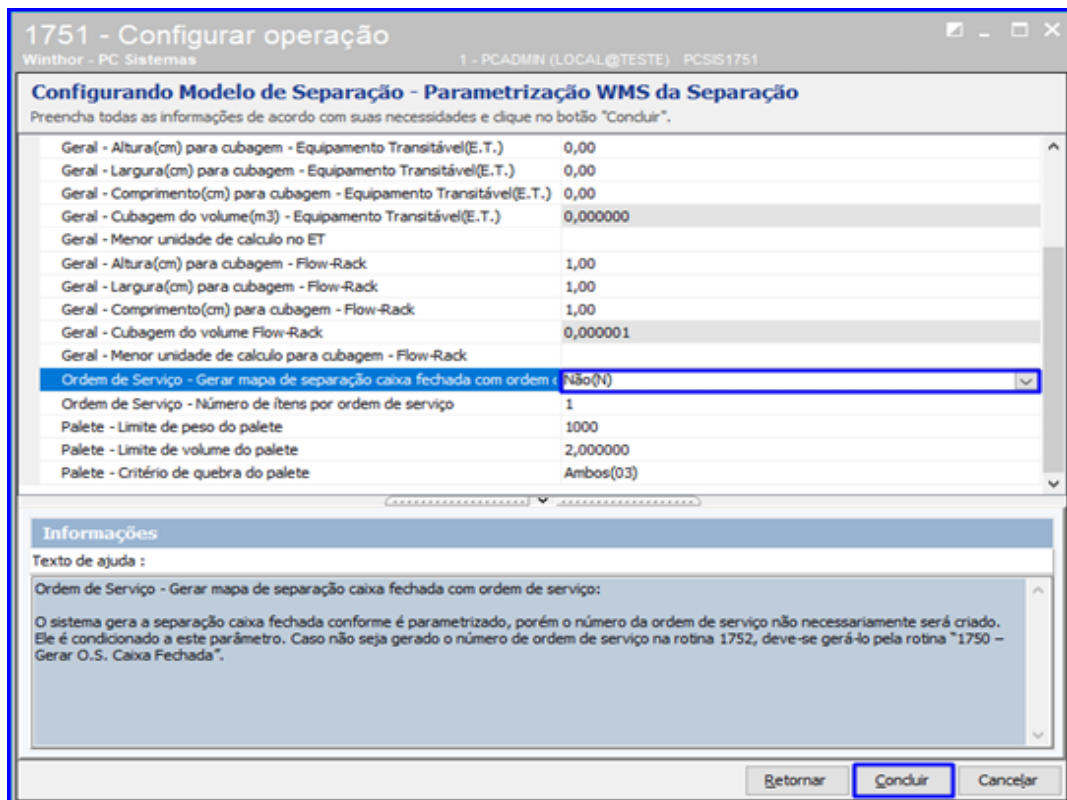 1751 - Configurar operação
Winthor - PC Sistemas 1 - PCADMIN (LOCAL@TESTE) PCSIS1751
Configurando Modelo de Separação - Parametrização WMS da Separação
Preencha todas as informações de acordo com suas necessidades e clique no botão "Concluir".
Geral - Altura(cm) para cubagem - Equipamento Transitável(E.T.) 0,00
Geral - Largura(cm) para cubagem - Equipamento Transitável(E.T.) 0,00
Geral - Comprimento(cm) para cubagem - Equipamento Transitável(E.T.) 0,00
Geral - Cubagem do volume(m3) - Equipamento Transitável(E.T.) 0,000000
Geral - Menor unidade de calculo no ET
Geral - Altura(cm) para cubagem - Flow-Rack 1,00
Geral - Largura(cm) para cubagem - Flow-Rack 1,00
Geral - Comprimento(cm) para cubagem - Flow-Rack 1,00
Geral - Cubagem do volume Flow-Rack 0,000001
Geral - Menor unidade de calculo para cubagem - Flow-Rack
Ordem de Serviço - Gerar mapa de separação caixa fechada com ordem Não(N)
Ordem de Serviço - Número de ítens por ordem de serviço 1
Palete - Limite de peso do palete 1000
Palete - Limite de volume do palete 2,000000
Palete - Critério de quebra do palete Ambos(03)
Informações
Texto de ajuda :
Ordem de Serviço - Gerar mapa de separação caixa fechada com ordem de serviço:
O sistema gera a separação caixa fechada conforme é parametrizado, porém o número da ordem de serviço não necessariamente será criado.
Ele é condicionado a este parâmetro. Caso não seja gerado o número de ordem de serviço na rotina 1752, deve-se gerá-lo pela rotina "1750 –
Gerar O.S. Caixa Fechada".
Retornar Concluir Cancelar